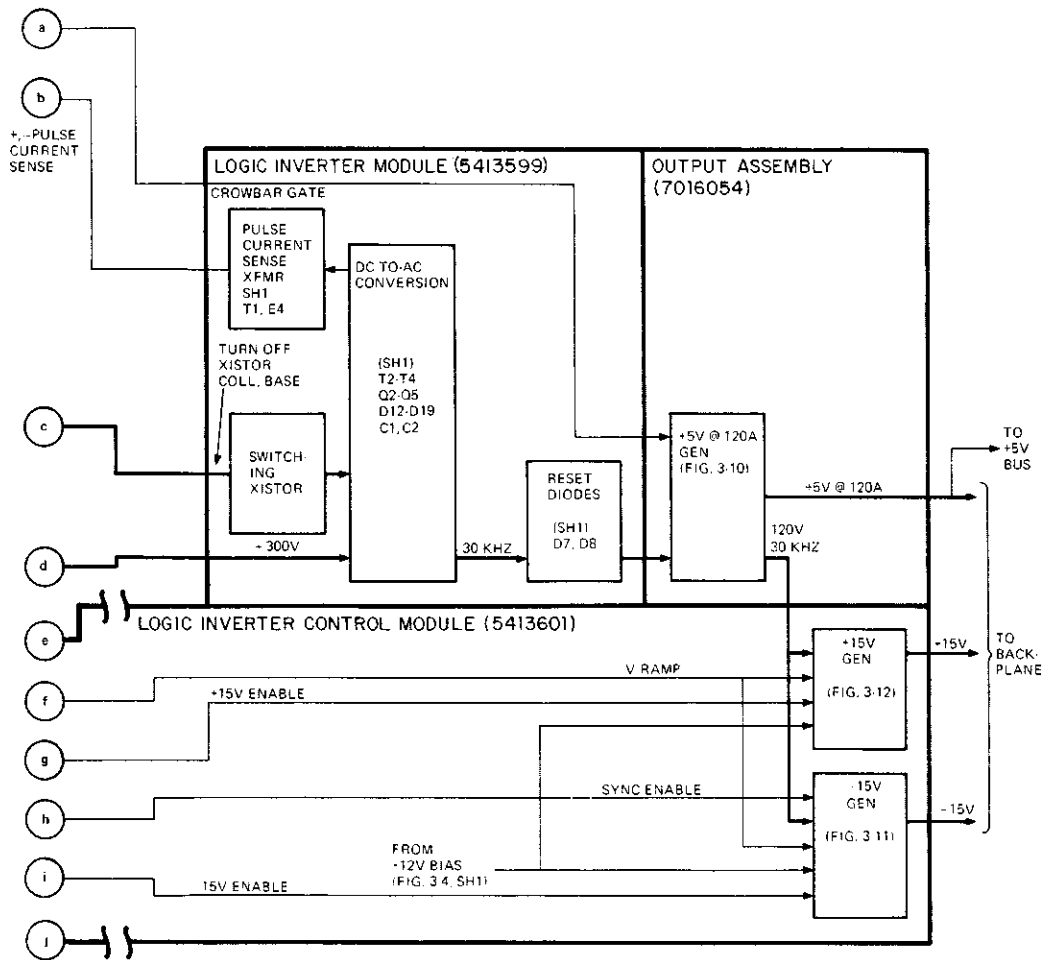 a
b
+,-PULSE
CURRENT
SENSE
LOGIC INVERTER MODULE (5413599)
OUTPUT ASSEMBLY
(7016054)
CROWBAR GATE
PULSE
CURRENT
SENSE
XFMR
SH1
T1, E4
DC TO-AC
CONVERSION
(SH1)
T2-T4
Q2-Q5
D12-D19
C1, C2
TURN OFF
XISTOR
COLL, BASE
c
SWITCH-
ING
XISTOR
RESET
DIODES
(SH1)
D7, D8
+5V @ 120A
GEN
(FIG. 3-10)
TO
+5V
BUS
+5V @ 120A
120V
30 KHZ
d
+300V
30 KHZ
e
LOGIC INVERTER CONTROL MODULE (5413601)
f
V RAMP
+15V ENABLE
+15V
GEN
(FIG. 3-12)
+15V
TO
BACK-
PLANE
g
h
SYNC ENABLE
-15V
GEN
(FIG. 3-11)
-15V
FROM
-12V BIAS
(FIG. 3-4, SH1)
i
15V ENABLE
j